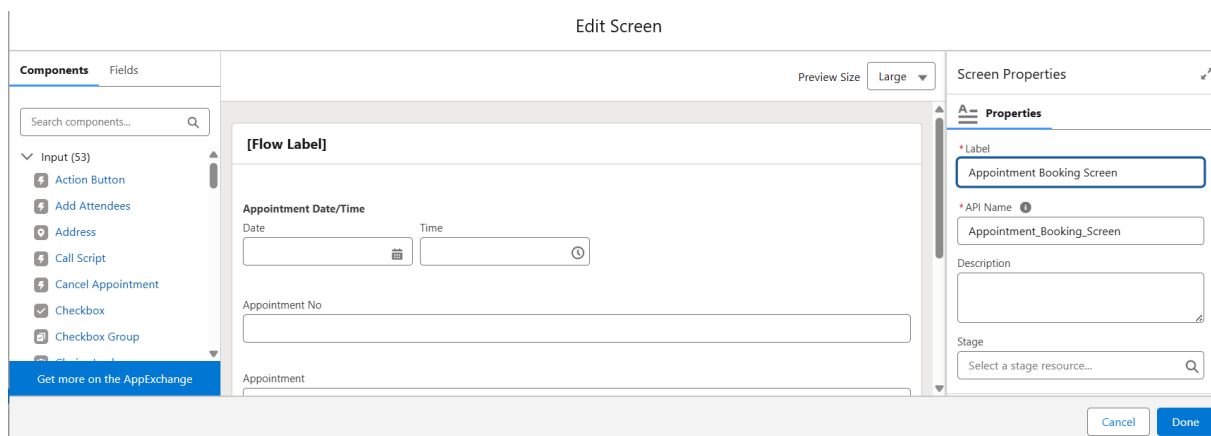 Edit Screen
Components
Fields
Search components...
Input (53)
Action Button
Add Attendees
Address
Call Script
Cancel Appointment
Checkbox
Checkbox Group
Get more on the AppExchange
Preview Size
Large
[Flow Label]
Appointment Date/Time
Date
Time
Appointment No
Appointment
Screen Properties
Properties
*Label
Appointment Booking Screen
*API Name
Appointment_Booking_Screen
Description
Stage
Select a stage resource...
Cancel
Done